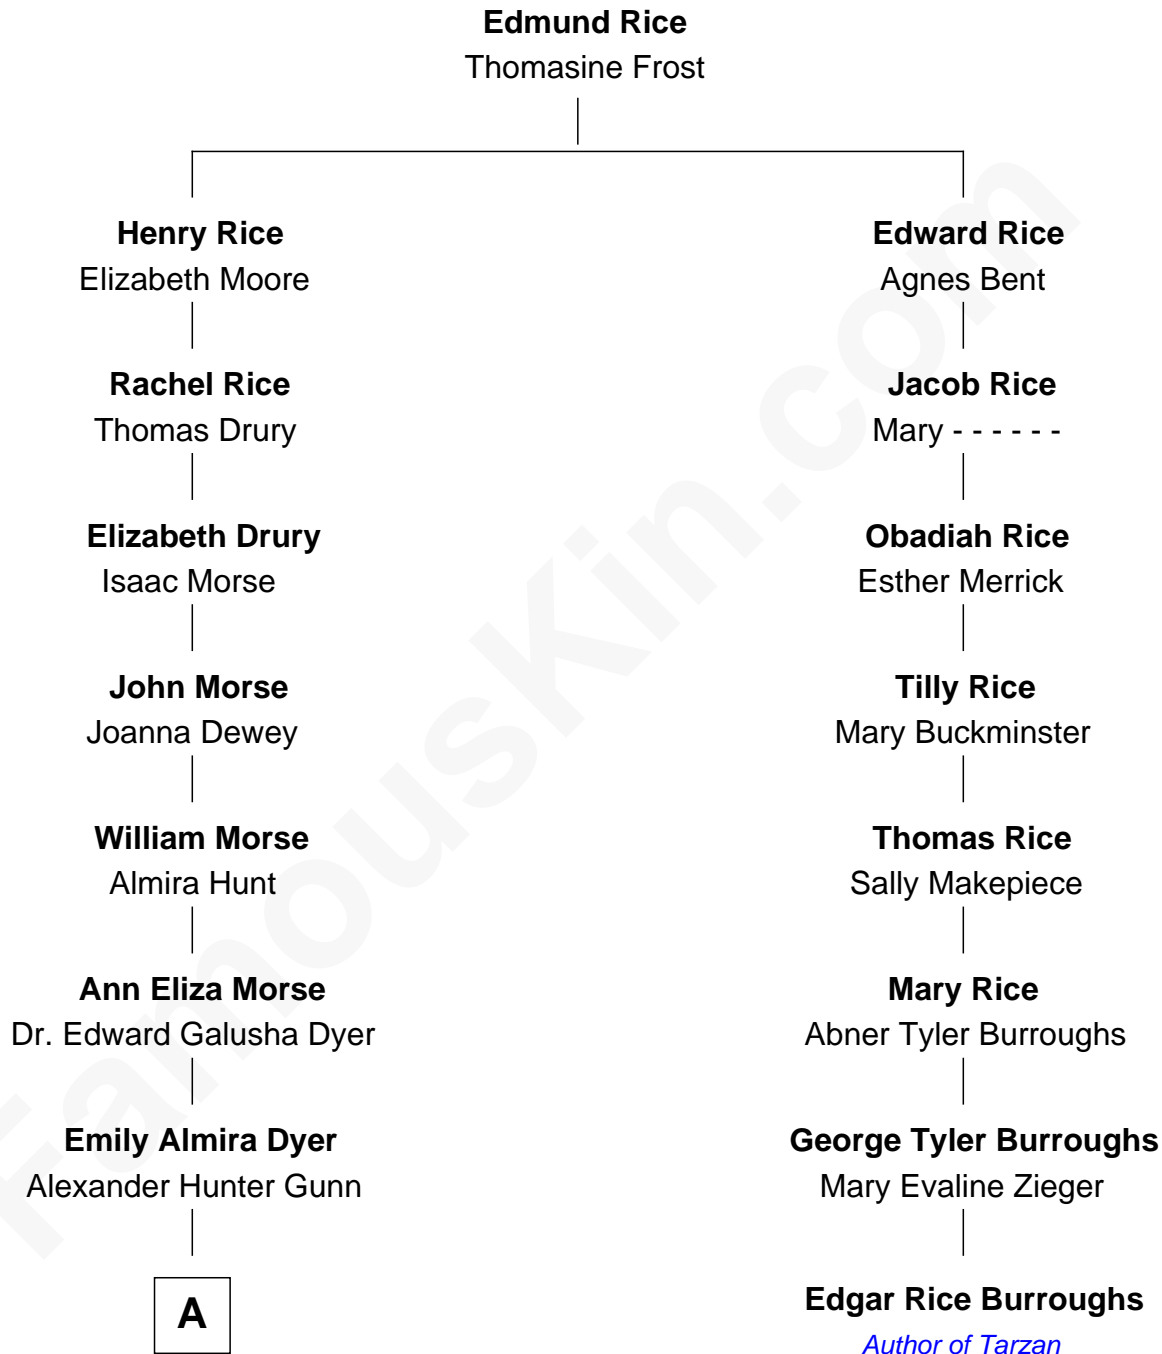 Edmund Rice
Thomasine Frost
Henry Rice
Elizabeth Moore
Rachel Rice
Thomas Drury
Elizabeth Drury
Isaac Morse
John Morse
Joanna Dewey
William Morse
Almira Hunt
Ann Eliza Morse
Dr. Edward Galusha Dyer
Emily Almira Dyer
Alexander Hunter Gunn
A
Edward Rice
Agnes Bent
Jacob Rice
Mary - - - - - -
Obadiah Rice
Esther Merrick
Tilly Rice
Mary Buckminster
Thomas Rice
Sally Makepiece
Mary Rice
Abner Tyler Burroughs
George Tyler Burroughs
Mary Evaline Zieger
Edgar Rice Burroughs
Author of Tarzan
FamousKin.com